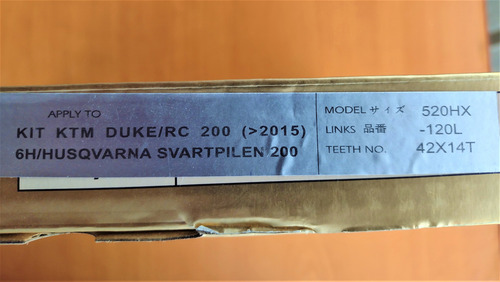 APPLY TO
KIT KTM DUKE/RC 200 (>2015)
6H/HUSQVARNA SVARTPILEN 200
MODEL サイズ 520HX
LINKS 品番 -120L
TEETH NO. 42X14T